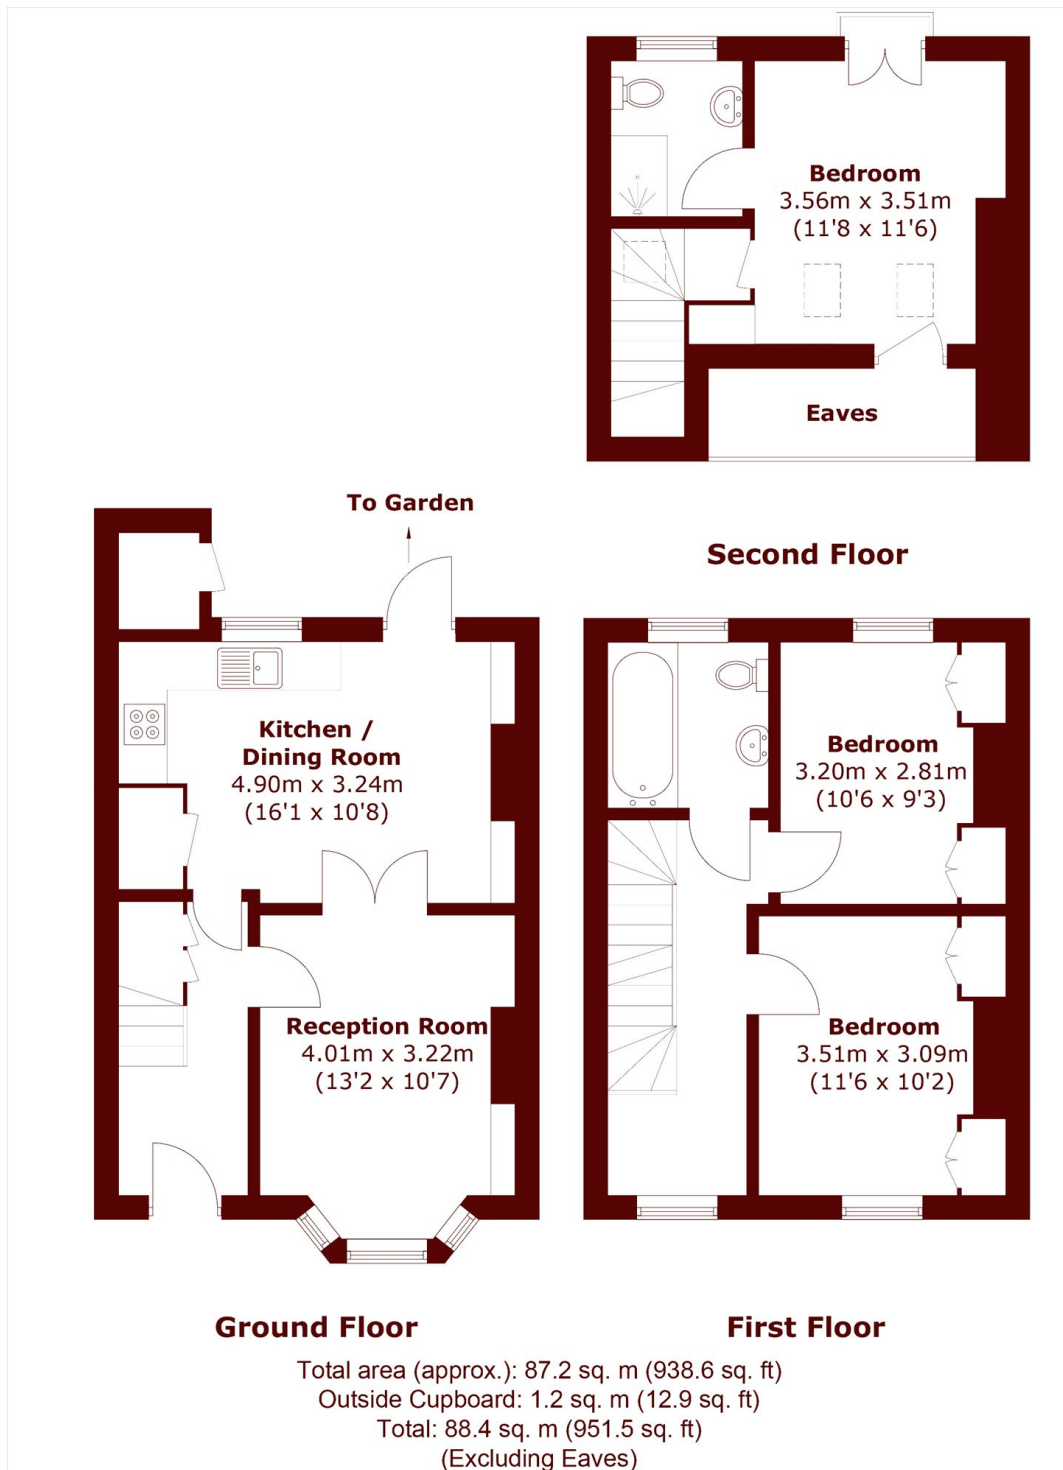 Bedroom
3.56m x 3.51m
(11'8 x 11'6)
Eaves
Second Floor
To Garden
Kitchen /
Dining Room
4.90m x 3.24m
(16'1 x 10'8)
Reception Room
4.01m x 3.22m
(13'2 x 10'7)
Ground Floor
Bedroom
3.20m x 2.81m
(10'6 x 9'3)
Bedroom
3.51m x 3.09m
(11'6 x 10'2)
First Floor
Total area (approx.): 87.2 sq. m (938.6 sq. ft)
Outside Cupboard: 1.2 sq. m (12.9 sq. ft)
Total: 88.4 sq. m (951.5 sq. ft)
(Excluding Eaves)